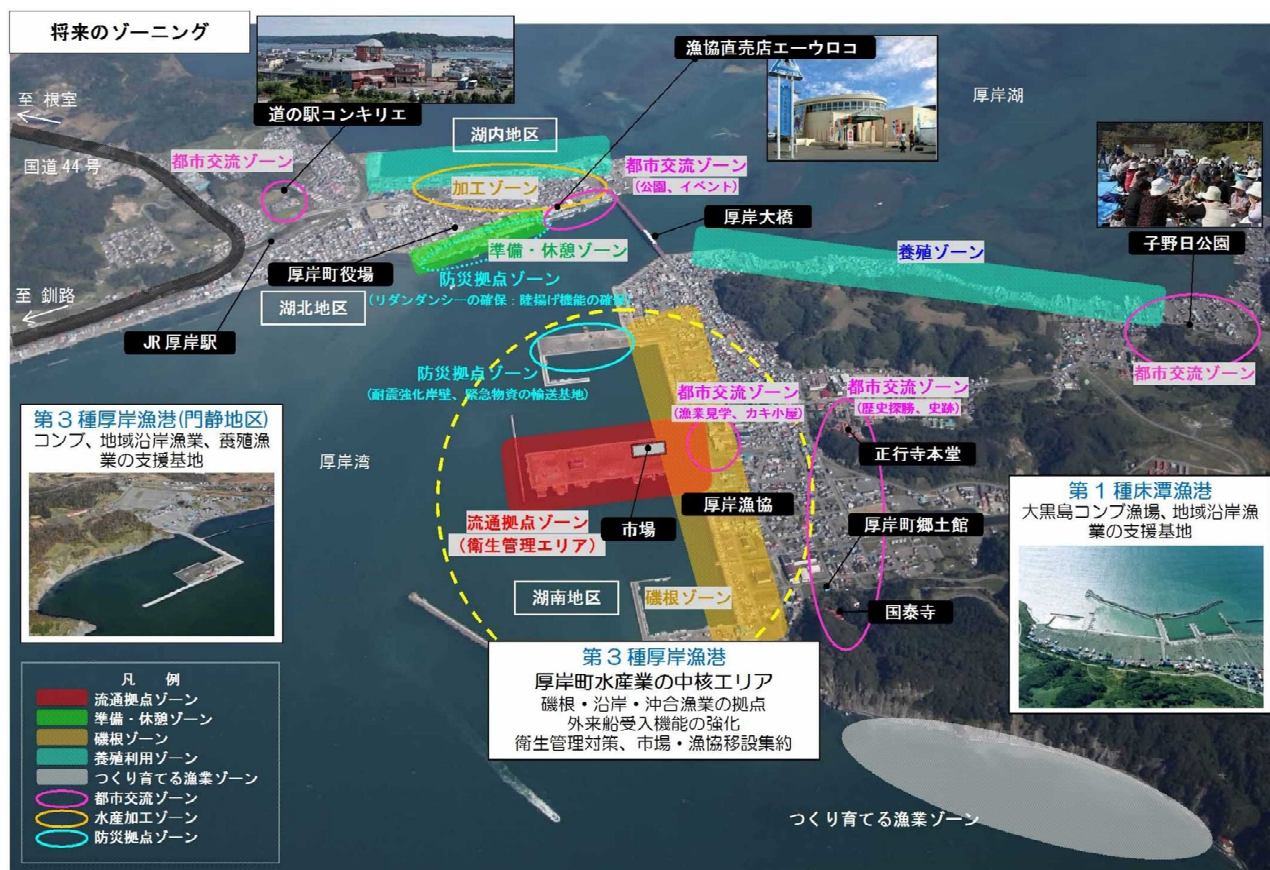 将来のゾーニング
漁協直売店エーウロコ
厚岸湖
至 根室
道の駅コンキリエ
湖内地区
国道44号
都市交流ゾーン
都市交流ゾーン
(公園、イベント)
加工ゾーン
厚岸大橋
子野日公園
準備・休憩ゾーン
養殖ゾーン
厚岸町役場
防災拠点ゾーン
(リダンダンシーの確保：陸揚げ機能の確保)
至 釧路
湖北地区
JR厚岸駅
防災拠点ゾーン
(耐震強化岸壁、緊急物資の輸送基地)
都市交流ゾーン
(漁業見学、カキ小屋)
都市交流ゾーン
(歴史探勝、史跡)
都市交流ゾーン
第3種厚岸漁港(門静地区)
コンブ、地域沿岸漁業、養殖漁
業の支援基地
厚岸湾
正行寺本堂
第1種床潭漁港
大黒島コンブ漁場、地域沿岸漁
業の支援基地
厚岸漁協
流通拠点ゾーン
(衛生管理エリア)
市場
厚岸町郷土館
湖南地区
磯根ゾーン
国泰寺
第3種厚岸漁港
厚岸町水産業の中核エリア
磯根・沿岸・沖合漁業の拠点
外来船受入機能の強化
衛生管理対策、市場・漁協移設集約
凡 例
流通拠点ゾーン
準備・休憩ゾーン
磯根ゾーン
養殖利用ゾーン
つくり育てる漁業ゾーン
都市交流ゾーン
水産加工ゾーン
防災拠点ゾーン
つくり育てる漁業ゾーン